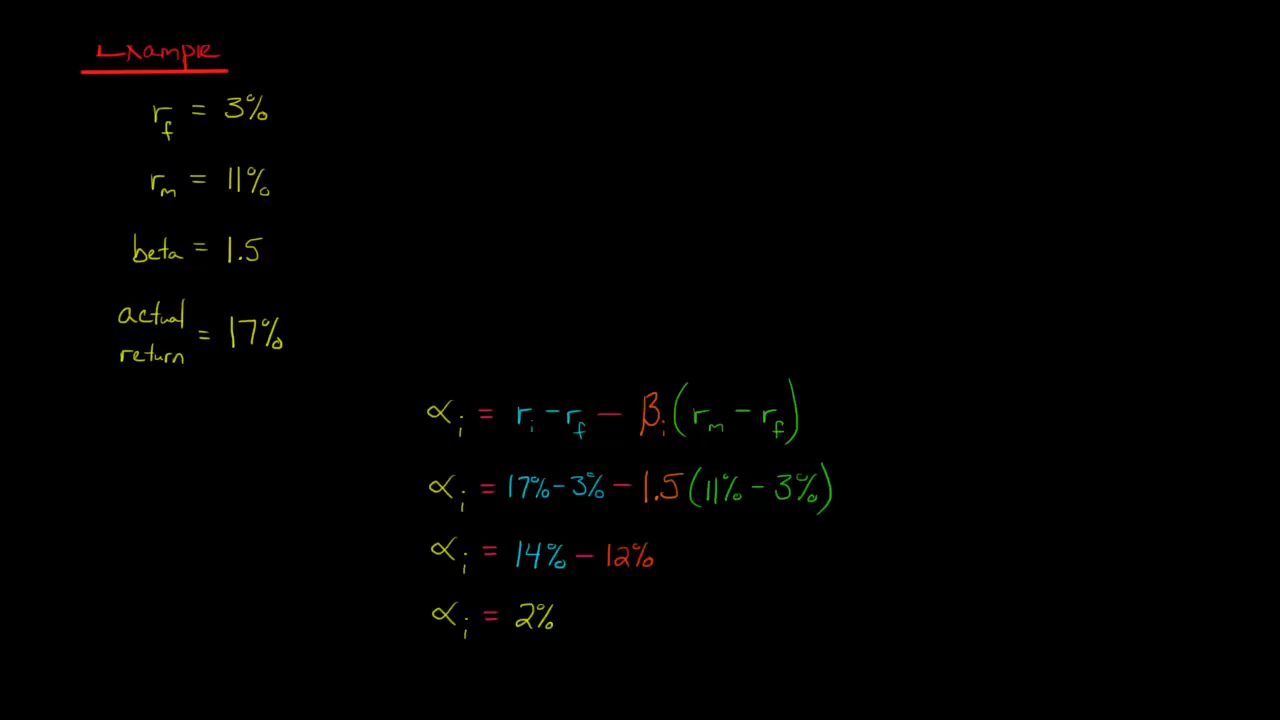 Example
r_f = 3%
r_m = 11%
beta = 1.5
actual return = 17%
α_i = r_i - r_f - β_i (r_m - r_f)
α_i = 17% - 3% - 1.5 (11% - 3%)
α_i = 14% - 12%
α_i = 2%